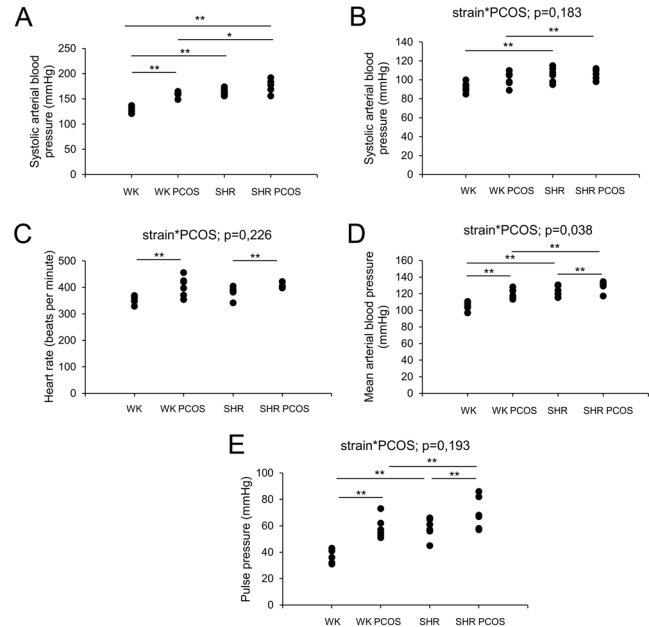 A
Systolic arterial blood
pressure (mmHg)
250
200
150
100
50
0
**
*
**
**
WK
WK PCOS
SHR
SHR PCOS
B
strain*PCOS; p=0,183
Systolic arterial blood
pressure (mmHg)
140
120
100
80
60
40
20
0
**
**
WK
WK PCOS
SHR
SHR PCOS
C
strain*PCOS; p=0,226
Heart rate (beats per minute)
500
400
300
200
100
0
**
**
WK
WK PCOS
SHR
SHR PCOS
D
strain*PCOS; p=0,038
Mean arterial blood pressure
(mmHg)
160
140
120
100
80
60
40
20
0
**
**
**
**
WK
WK PCOS
SHR
SHR PCOS
E
strain*PCOS; p=0,193
Pulse pressure (mmHg)
100
80
60
40
20
0
**
**
**
**
WK
WK PCOS
SHR
SHR PCOS